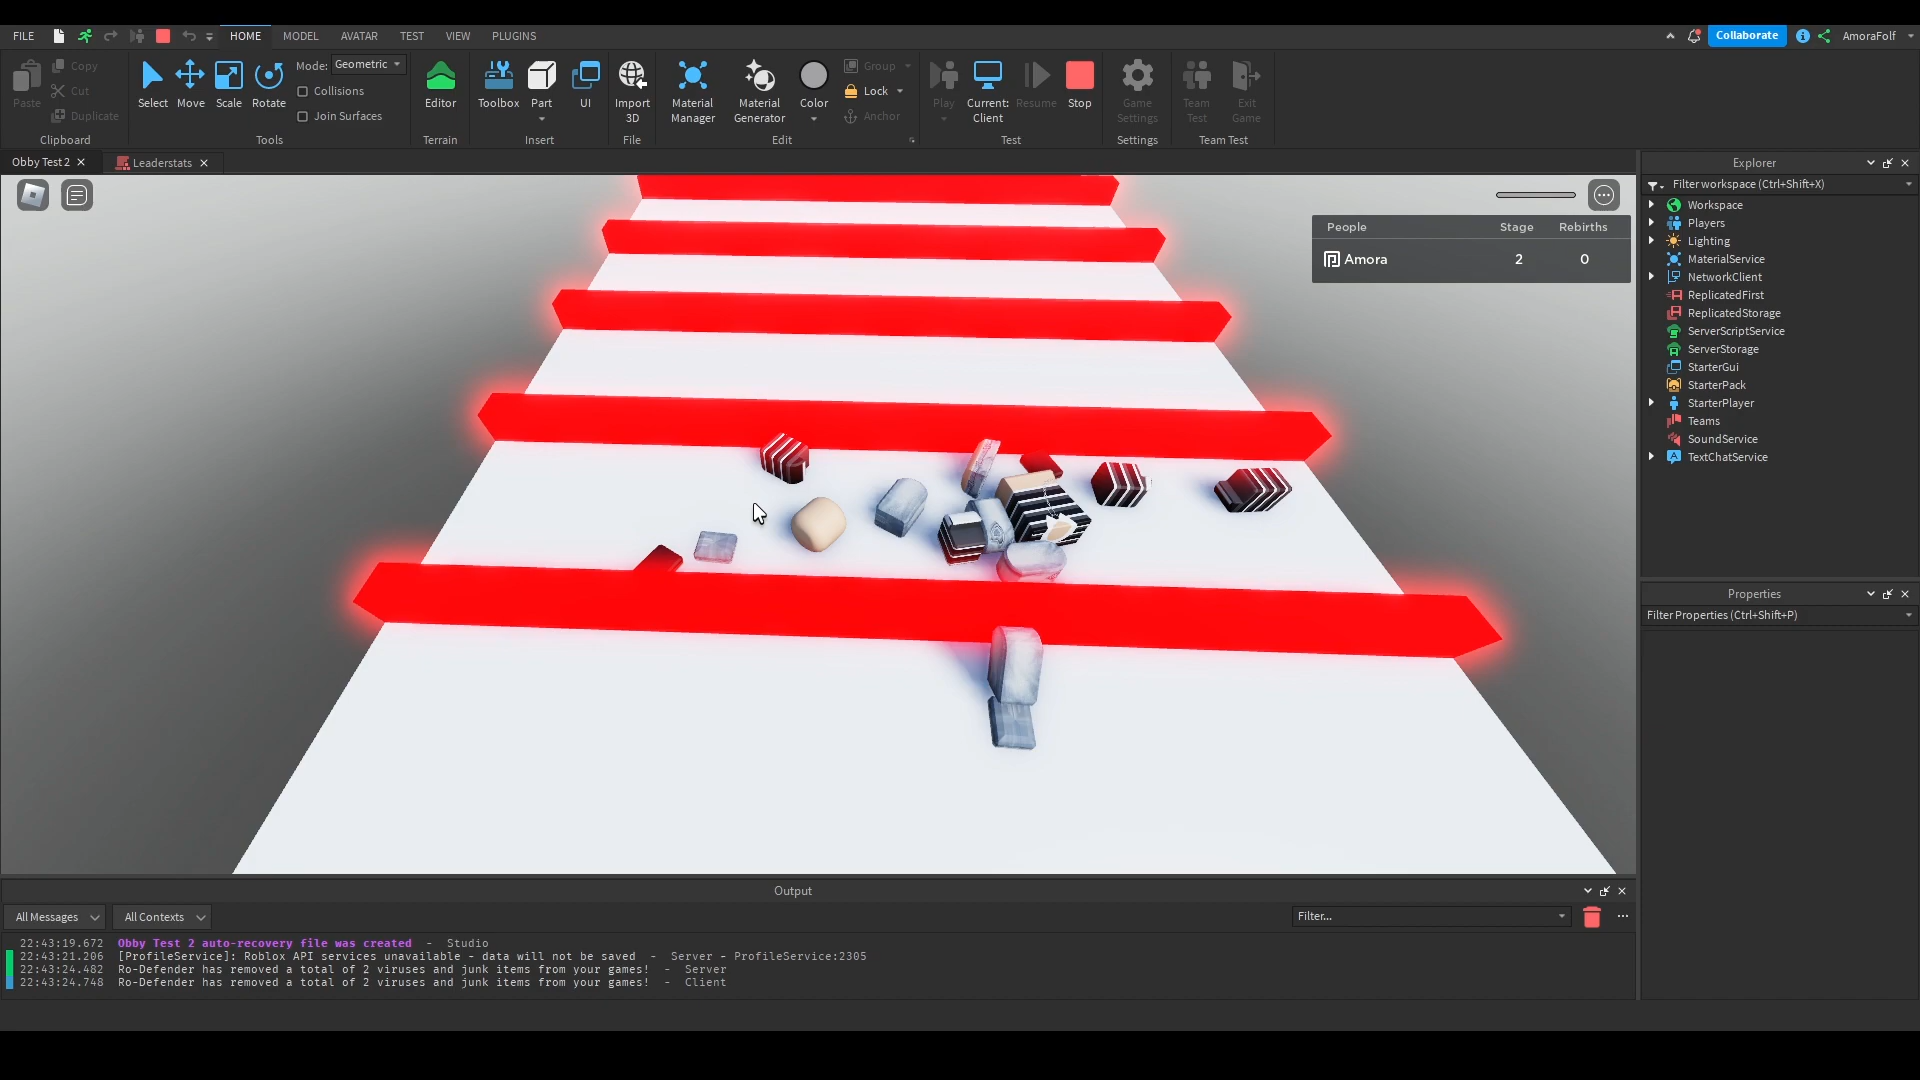 FILE HOME MODEL AVATAR TEST VIEW PLUGINS Collaborate AmoraFolf
Paste Copy Cut Duplicate Clipboard
Select Move Scale Rotate Mode: Geometric Collisions Join Surfaces Tools
Editor Terrain
Toolbox Part UI Insert
Import 3D File
Material Manager Material Generator Color Group Lock Anchor Edit
Play Current: Client Resume Stop Test
Game Settings Settings
Team Test Exit Game Team Test
Obby Test 2 Leaderstats
People Stage Rebirths
Amora 2 0
Explorer
Filter workspace (Ctrl+Shift+X)
Workspace
Players
Lighting
MaterialService
NetworkClient
ReplicatedFirst
ReplicatedStorage
ServerScriptService
ServerStorage
StarterGui
StarterPack
StarterPlayer
Teams
SoundService
TextChatService
Properties
Filter Properties (Ctrl+Shift+P)
Output
All Messages All Contexts Filter...
22:43:19.672 Obby Test 2 auto-recovery file was created - Studio
22:43:21.206 [ProfileService]: Roblox API services unavailable - data will not be saved - Server - ProfileService:2305
22:43:24.482 Ro-Defender has removed a total of 2 viruses and junk items from your games! - Server
22:43:24.748 Ro-Defender has removed a total of 2 viruses and junk items from your games! - Client